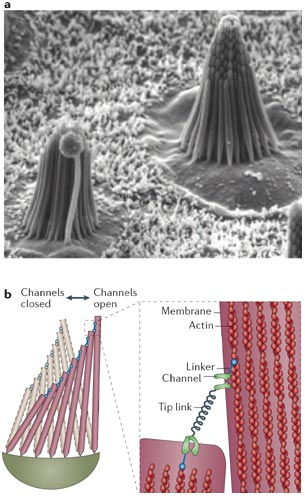 a
b
Channels closed
Channels open
Membrane
Actin
Linker
Channel
Tip link